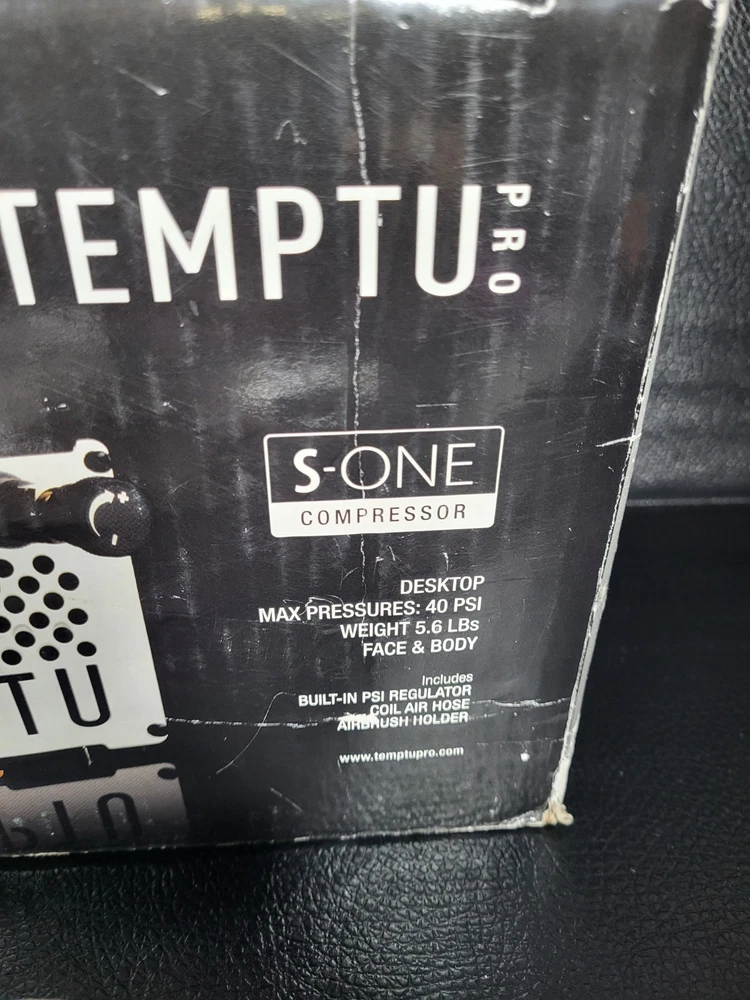 TEMPTU PRO
S-ONE
COMPRESSOR
DESKTOP
MAX PRESSURES: 40 PSI
WEIGHT 5.6 LBs
FACE & BODY
TU
Includes
BUILT-IN PSI REGULATOR
COIL AIR HOSE
AIRBRUSH HOLDER
www.temptupro.com